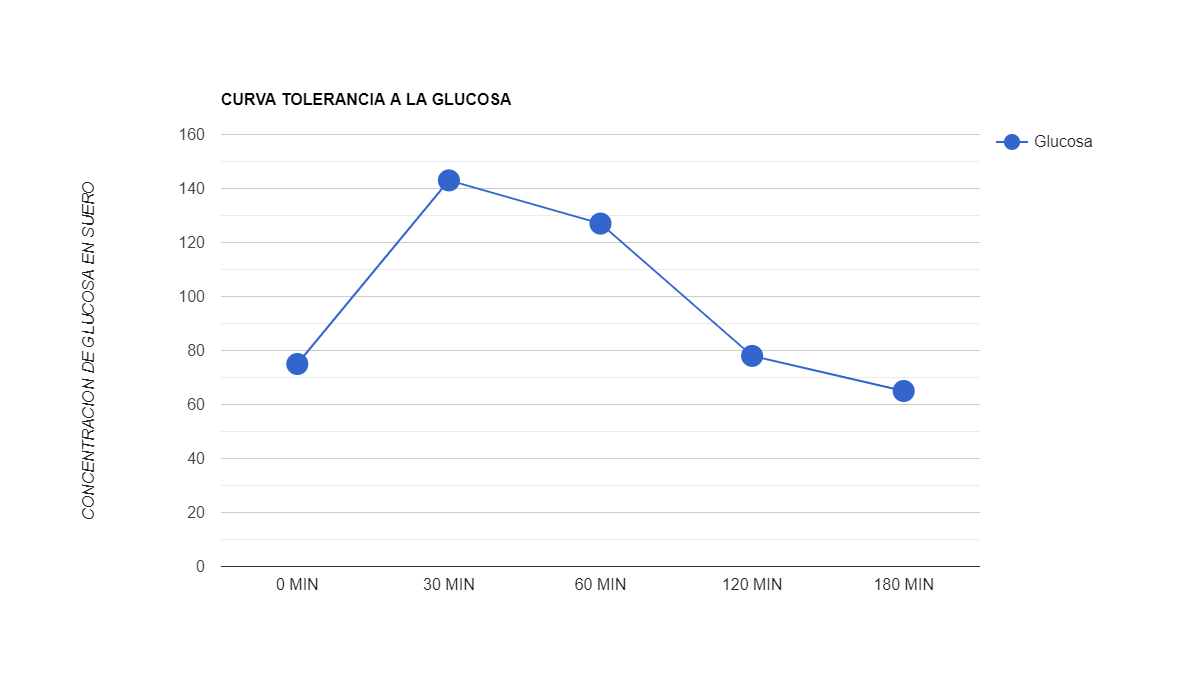 CURVA TOLERANCIA A LA GLUCOSA
CONCENTRACION DE GLUCOSA EN SUERO
160
140
120
100
80
60
40
20
0
0 MIN
30 MIN
60 MIN
120 MIN
180 MIN
Glucosa